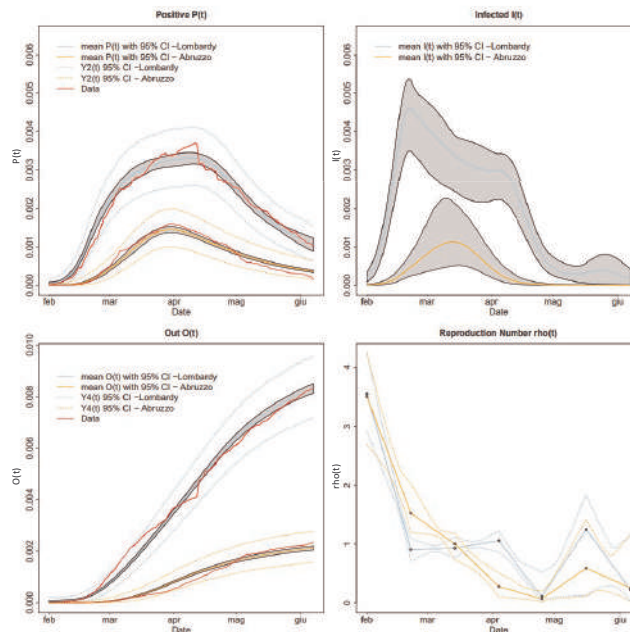 Positive P(t)
mean P(t) with 95% CI –Lombardy
mean P(t) with 95% CI – Abruzzo
Y2(t) 95% CI –Lombardy
Y2(t) 95% CI – Abruzzo
Data
P(t)
0.000
0.001
0.002
0.003
0.004
0.005
0.006
feb
mar
apr
mag
giu
Date
Infected I(t)
mean I(t) with 95% CI –Lombardy
mean I(t) with 95% CI – Abruzzo
I(t)
0.000
0.001
0.002
0.003
0.004
0.005
0.006
feb
mar
apr
mag
giu
Date
Out O(t)
mean O(t) with 95% CI –Lombardy
mean O(t) with 95% CI – Abruzzo
Y4(t) 95% CI –Lombardy
Y4(t) 95% CI – Abruzzo
Data
O(t)
0.000
0.002
0.004
0.006
0.008
0.010
feb
mar
apr
mag
giu
Date
Reproduction Number rho(t)
rho(t)
0
1
2
3
4
feb
mar
apr
mag
giu
Date